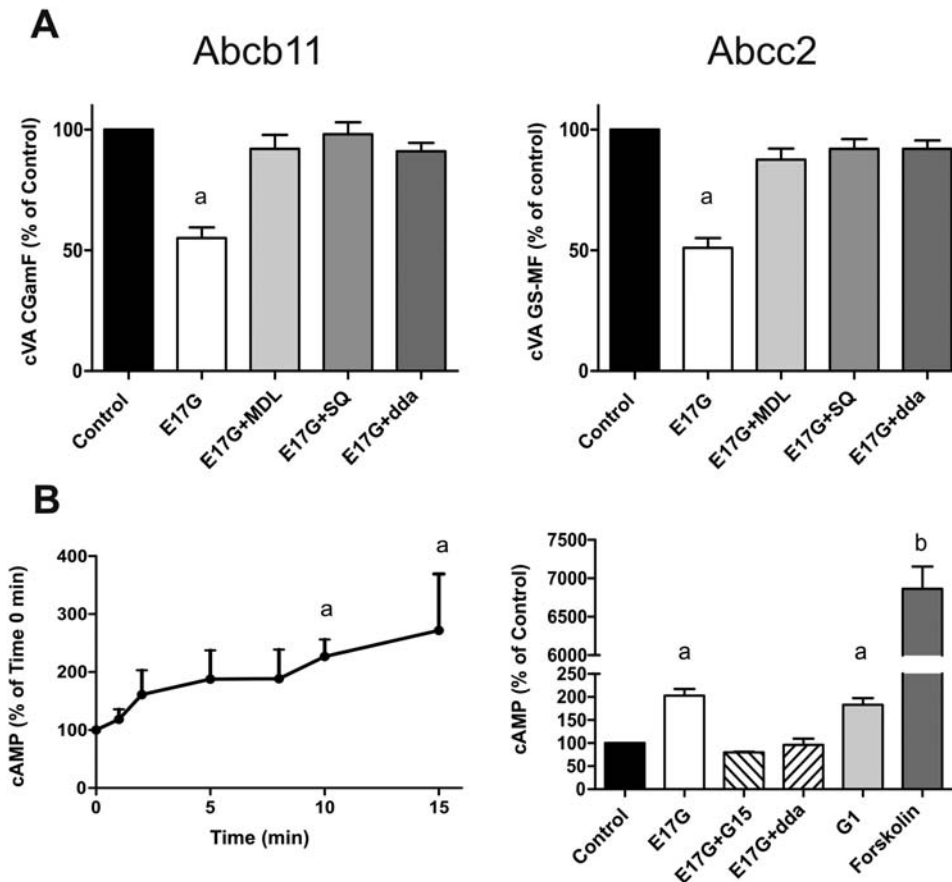 A
Abcb11
Abcc2
cVA CGamF (% of Control)
100
50
0
a
Control
E17G
E17G+MDL
E17G+SQ
E17G+dda
cVA GS-MF (% of control)
100
50
0
a
Control
E17G
E17G+MDL
E17G+SQ
E17G+dda
B
cAMP (% of Time 0 min)
400
300
200
100
0
a
a
0
5
10
15
Time (min)
cAMP (% of Control)
7500
7000
6500
6000
250
200
150
100
50
0
a
a
b
Control
E17G
E17G+G15
E17G+dda
G1
Forskolin